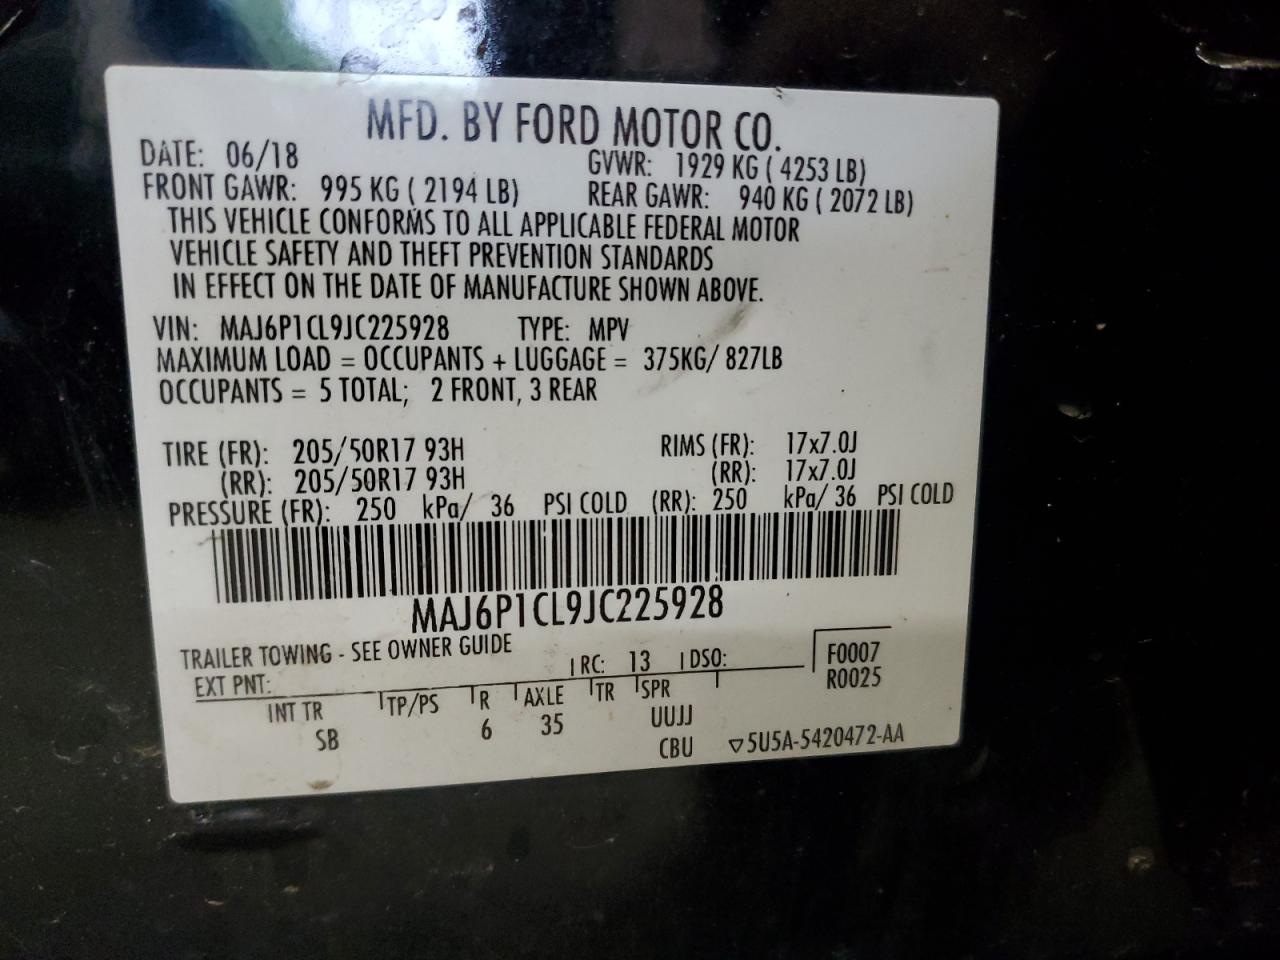 MFD. BY FORD MOTOR CO.
DATE: 06/18 GVWR: 1929 KG ( 4253 LB)
FRONT GAWR: 995 KG ( 2194 LB) REAR GAWR: 940 KG ( 2072 LB)
THIS VEHICLE CONFORMS TO ALL APPLICABLE FEDERAL MOTOR
VEHICLE SAFETY AND THEFT PREVENTION STANDARDS
IN EFFECT ON THE DATE OF MANUFACTURE SHOWN ABOVE.
VIN: MAJ6P1CL9JC225928 TYPE: MPV
MAXIMUM LOAD = OCCUPANTS + LUGGAGE = 375KG/ 827LB
OCCUPANTS = 5 TOTAL; 2 FRONT, 3 REAR
TIRE (FR): 205/50R17 93H RIMS (FR): 17x7.0J
(RR): 205/50R17 93H (RR): 17x7.0J
PRESSURE (FR): 250 kPa/ 36 PSI COLD (RR): 250 kPa/ 36 PSI COLD
MAJ6P1CL9JC225928
TRAILER TOWING - SEE OWNER GUIDE
EXT PNT: RC: 13 DSO: F0007
R0025
INT TR TP/PS R AXLE TR SPR
SB 6 35 UUJJ
CBU ▽5U5A-5420472-AA